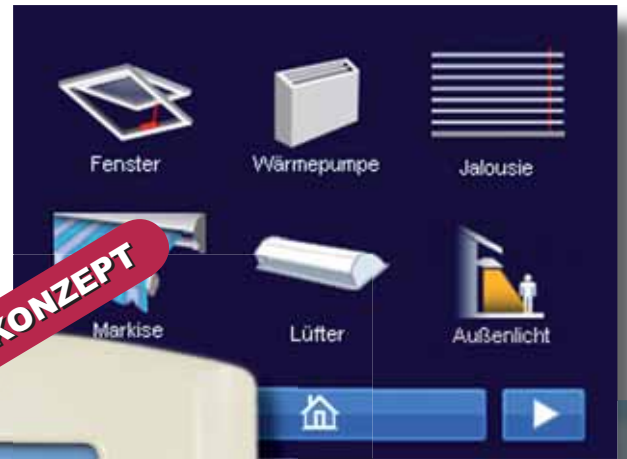 Fenster
Wärmepumpe
Jalousie
KONZEPT
Markise
Lüfter
Außenlicht